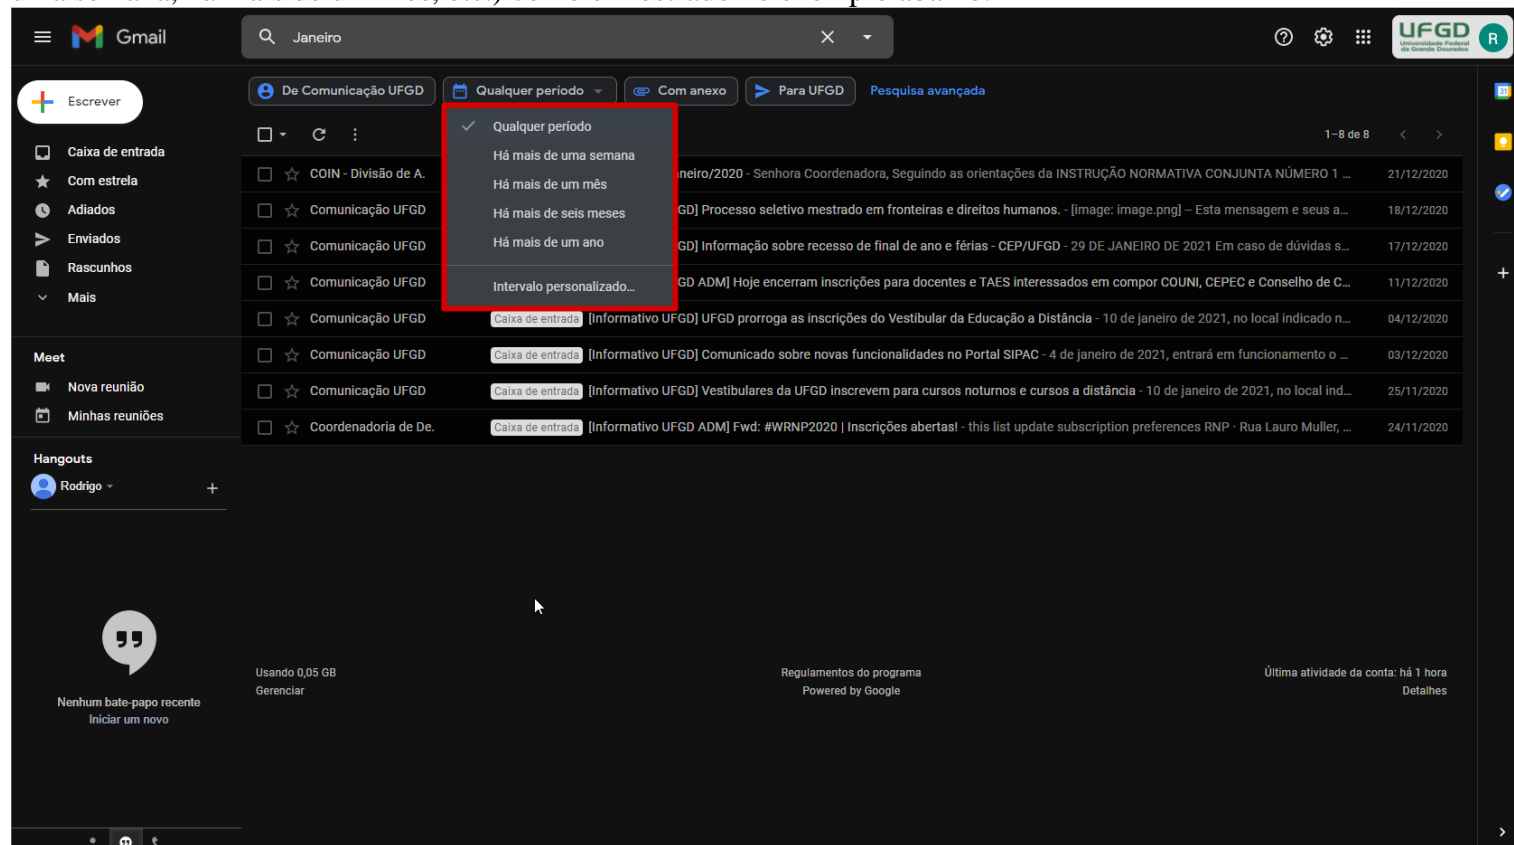 Gmail
Janeiro
UFGD
Universidade Federal
da Grande Dourados
R
Escrever
De Comunicação UFGD
Qualquer período
Com anexo
Para UFGD
Pesquisa avançada
31
Qualquer período
Há mais de uma semana
Há mais de um mês
Há mais de seis meses
Há mais de um ano
Intervalo personalizado...
1–8 de 8
Caixa de entrada
Com estrela
Adiados
Enviados
Rascunhos
Mais
COIN - Divisão de A.
neiro/2020 - Senhora Coordenadora, Seguindo as orientações da INSTRUÇÃO NORMATIVA CONJUNTA NÚMERO 1 ...
21/12/2020
Comunicação UFGD
GD] Processo seletivo mestrado em fronteiras e direitos humanos. - [image: image.png] -- Esta mensagem e seus a...
18/12/2020
Comunicação UFGD
GD] Informação sobre recesso de final de ano e férias - CEP/UFGD - 29 DE JANEIRO DE 2021 Em caso de dúvidas s...
17/12/2020
GD ADM] Hoje encerram inscrições para docentes e TAES interessados em compor COUNI, CEPEC e Conselho de C...
Comunicação UFGD
11/12/2020
Comunicação UFGD
Caixa de entrada [Informativo UFGD] UFGD prorroga as inscrições do Vestibular da Educação a Distância - 10 de janeiro de 2021, no local indicado n...
04/12/2020
Comunicação UFGD
Caixa de entrada [Informativo UFGD] Comunicado sobre novas funcionalidades no Portal SIPAC - 4 de janeiro de 2021, entrará em funcionamento o ...
03/12/2020
Comunicação UFGD
Caixa de entrada [Informativo UFGD] Vestibulares da UFGD inscrevem para cursos noturnos e cursos a distância - 10 de janeiro de 2021, no local ind...
25/11/2020
Coordenadoria de De.
Caixa de entrada [Informativo UFGD ADM] Fwd: #WRNP2020 | Inscrições abertas! - this list update subscription preferences RNP · Rua Lauro Muller, ...
24/11/2020
Meet
Nova reunião
Minhas reuniões
Hangouts
Rodrigo
Nenhum bate-papo recente
Iniciar um novo
Usando 0,05 GB
Gerenciar
Regulamentos do programa
Powered by Google
Última atividade da conta: há 1 hora
Detalhes